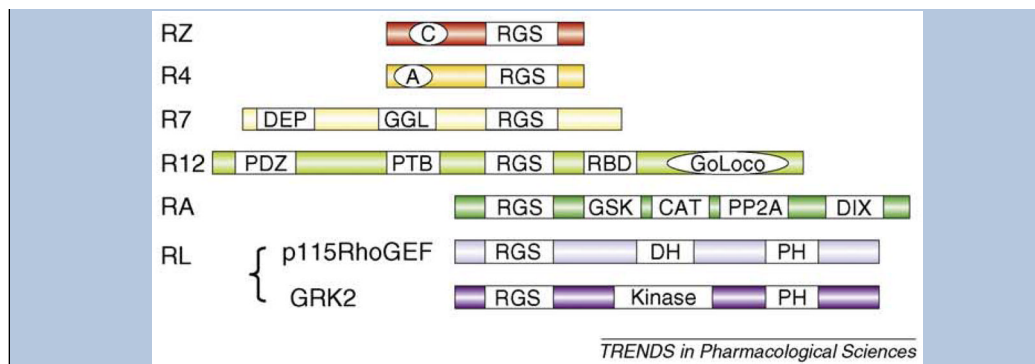 RZ C RGS
R4 A RGS
R7 DEP GGL RGS
R12 PDZ PTB RGS RBD GoLoco
RA RGS GSK CAT PP2A DIX
RL { p115RhoGEF RGS DH PH
GRK2 RGS Kinase PH
TRENDS in Pharmacological Sciences